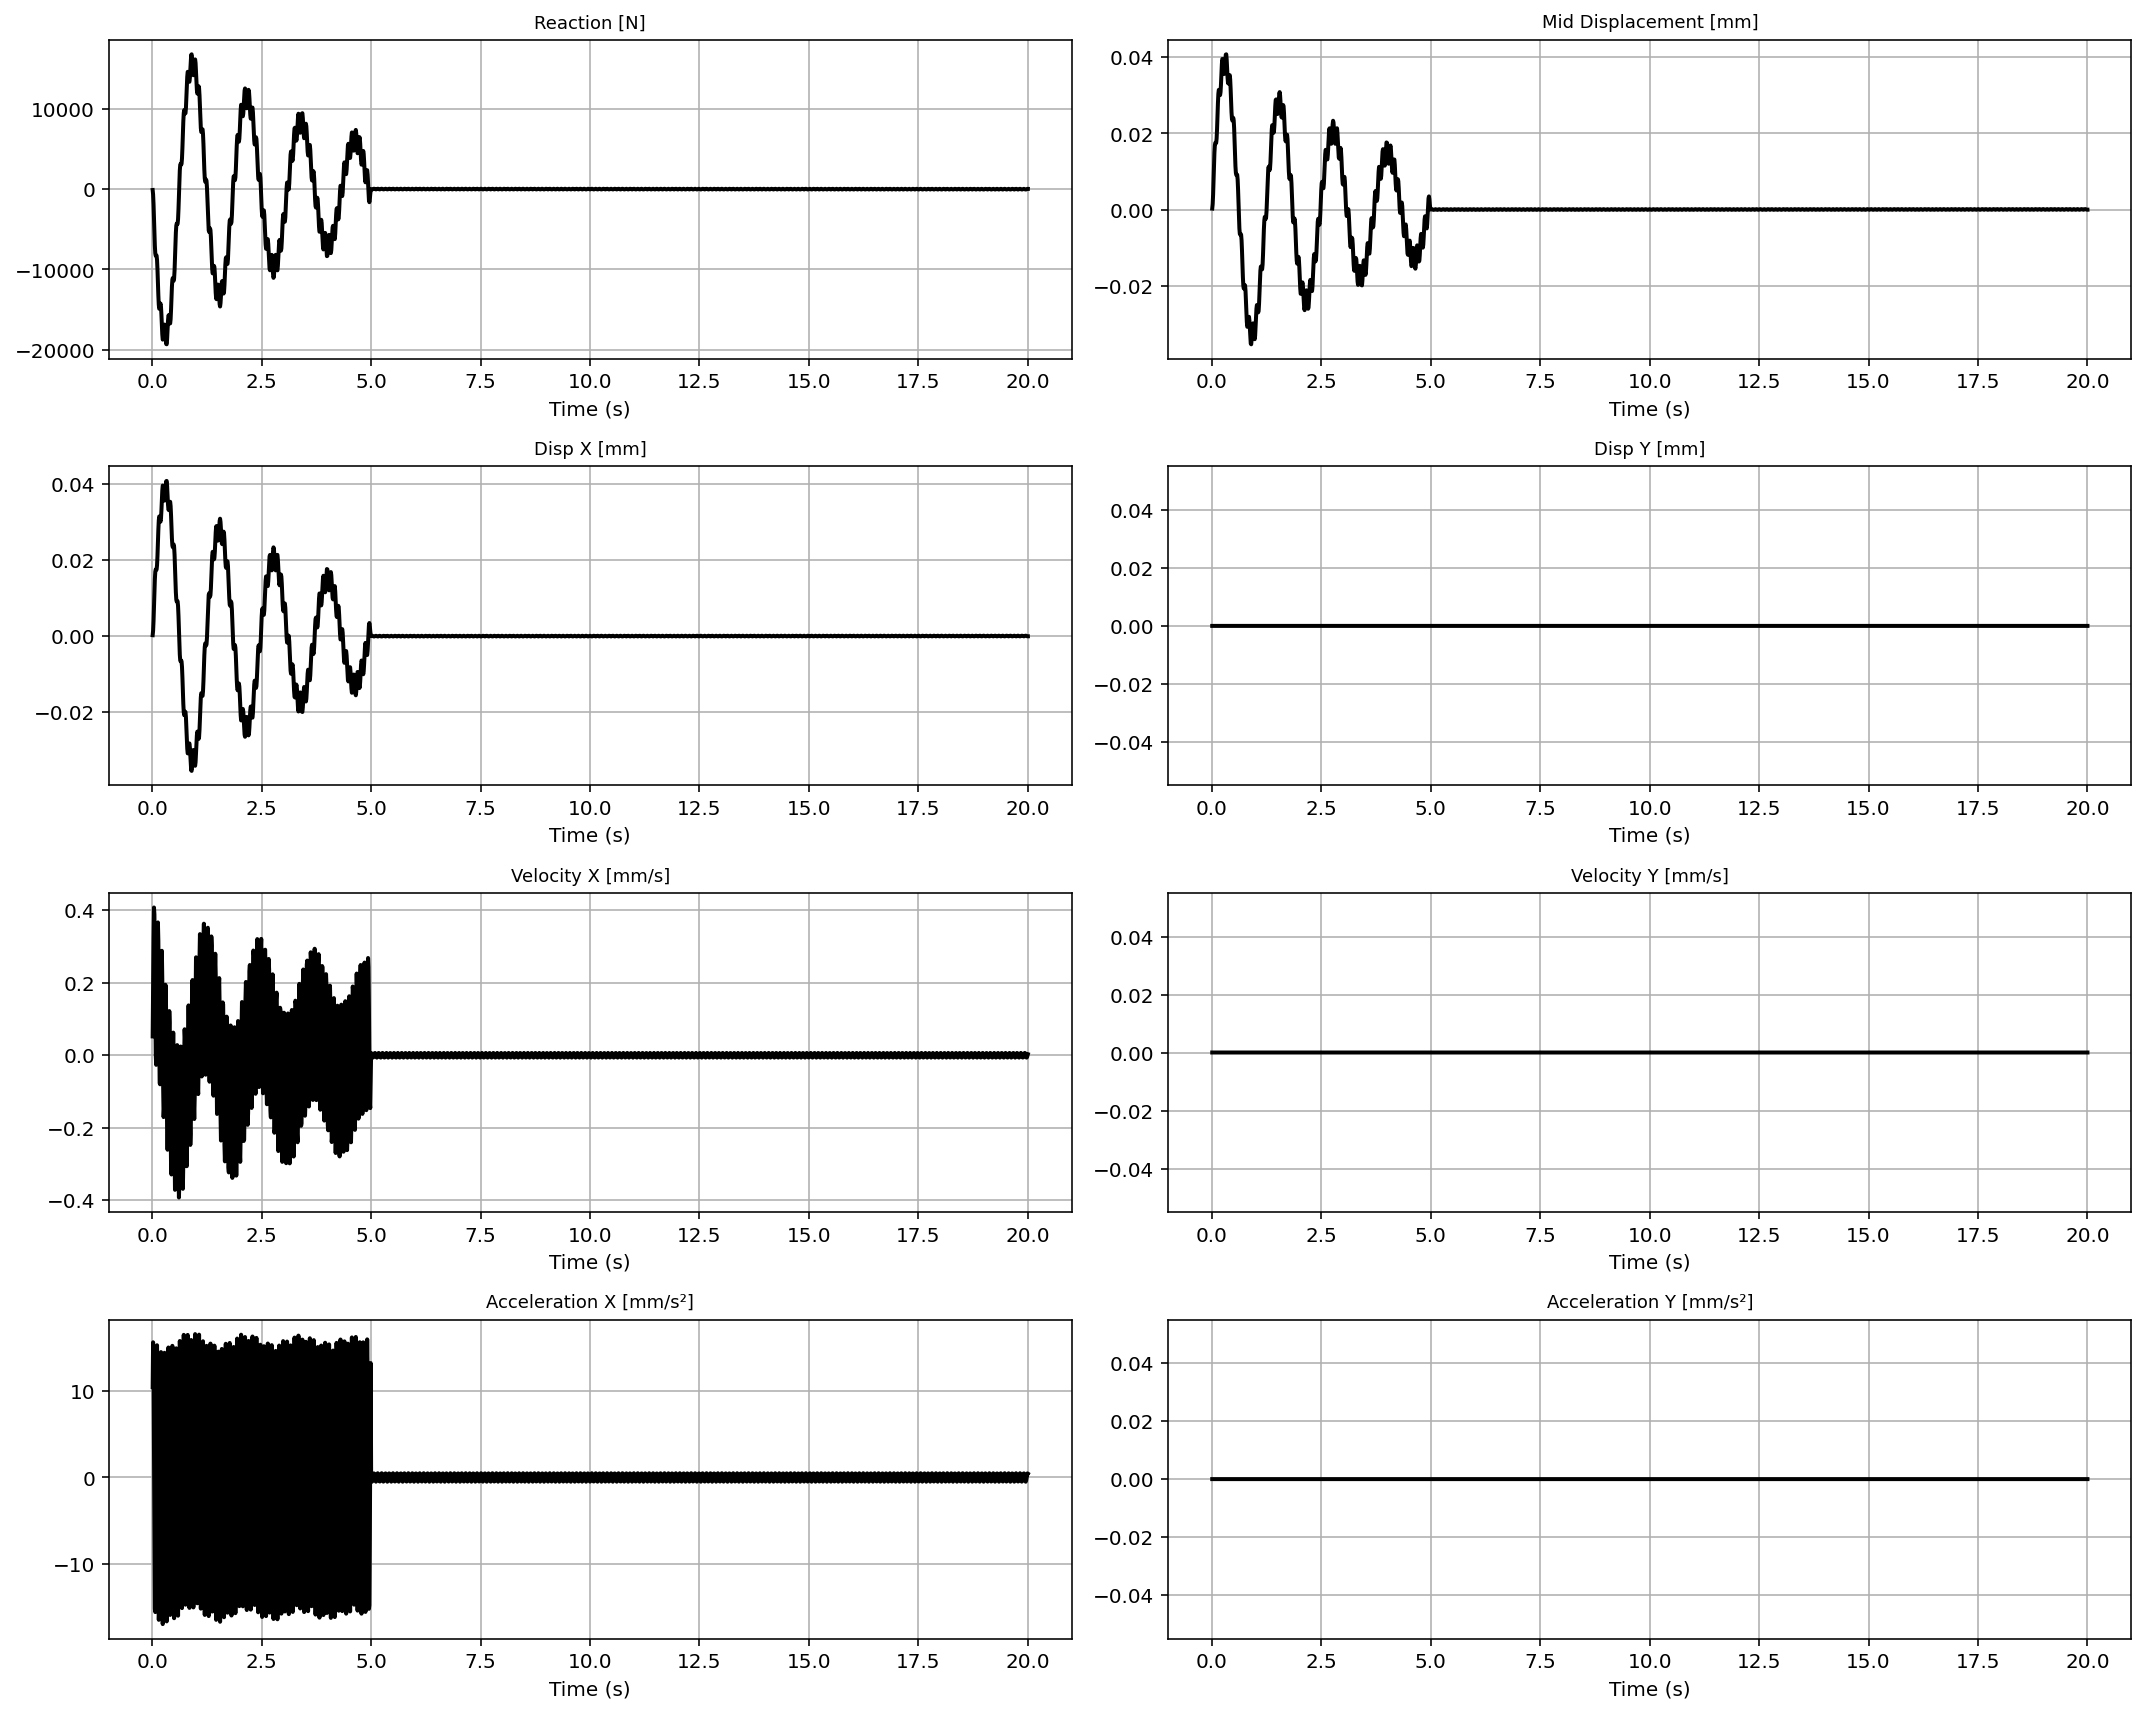 Reaction [N]
10000
0
−10000
−20000
0.0 2.5 5.0 7.5 10.0 12.5 15.0 17.5 20.0
Time (s)
Mid Displacement [mm]
0.04
0.02
0.00
−0.02
0.0 2.5 5.0 7.5 10.0 12.5 15.0 17.5 20.0
Time (s)
Disp X [mm]
0.04
0.02
0.00
−0.02
0.0 2.5 5.0 7.5 10.0 12.5 15.0 17.5 20.0
Time (s)
Disp Y [mm]
0.04
0.02
0.00
−0.02
−0.04
0.0 2.5 5.0 7.5 10.0 12.5 15.0 17.5 20.0
Time (s)
Velocity X [mm/s]
0.4
0.2
0.0
−0.2
−0.4
0.0 2.5 5.0 7.5 10.0 12.5 15.0 17.5 20.0
Time (s)
Velocity Y [mm/s]
0.04
0.02
0.00
−0.02
−0.04
0.0 2.5 5.0 7.5 10.0 12.5 15.0 17.5 20.0
Time (s)
Acceleration X [mm/s²]
10
0
−10
0.0 2.5 5.0 7.5 10.0 12.5 15.0 17.5 20.0
Time (s)
Acceleration Y [mm/s²]
0.04
0.02
0.00
−0.02
−0.04
0.0 2.5 5.0 7.5 10.0 12.5 15.0 17.5 20.0
Time (s)